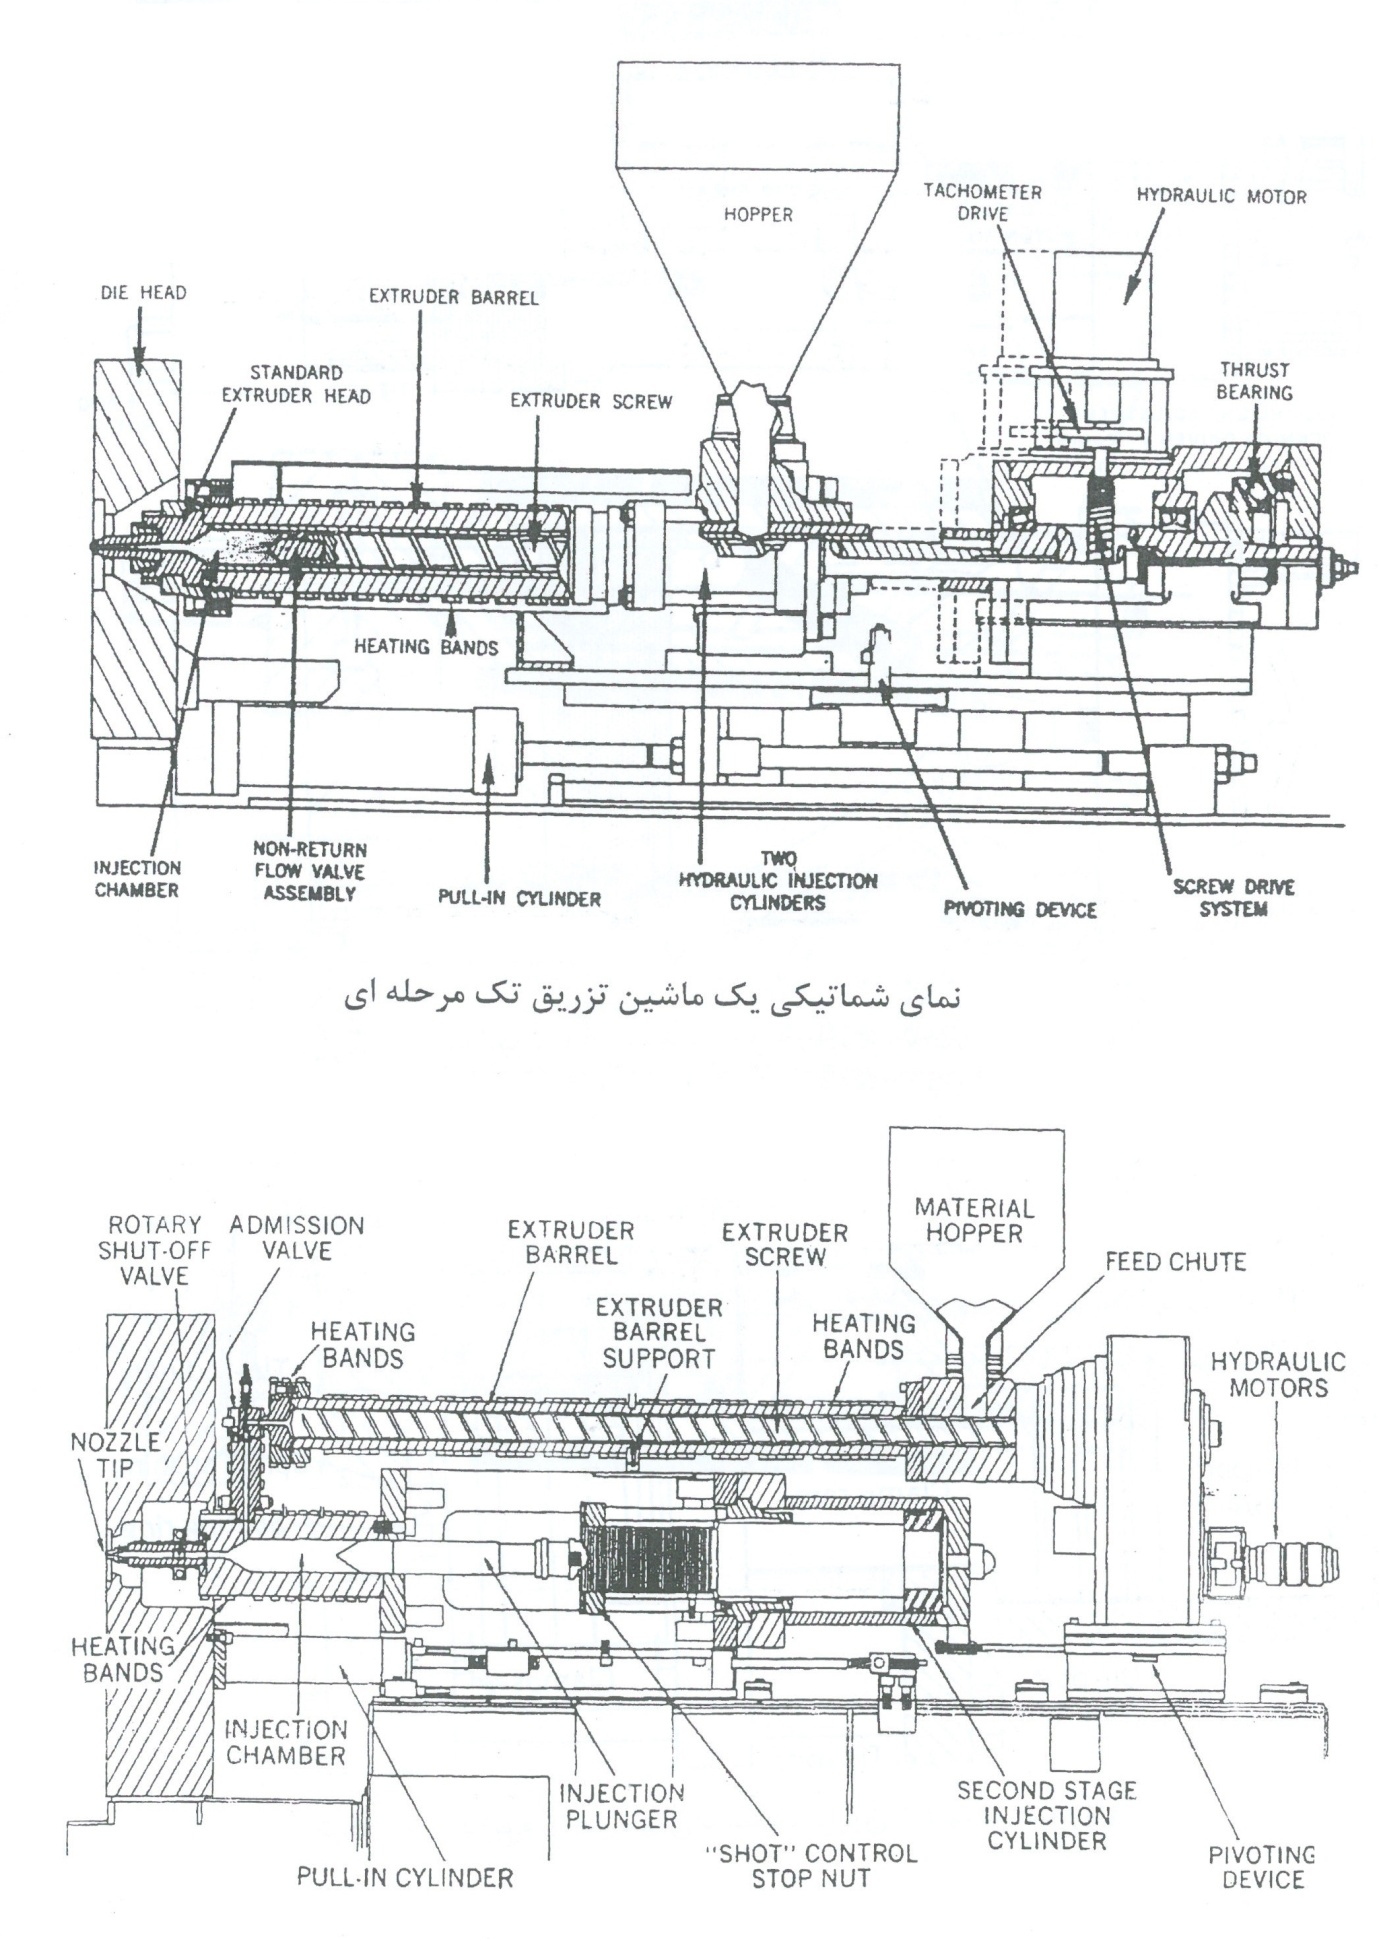 HOPPER
TACHOMETER
DRIVE
HYDRAULIC MOTOR
DIE HEAD
EXTRUDER BARREL
STANDARD
EXTRUDER HEAD
EXTRUDER SCREW
THRUST
BEARING
HEATING BANDS
INJECTION
CHAMBER
NON-RETURN
FLOW VALVE
ASSEMBLY
PULL-IN CYLINDER
TWO
HYDRAULIC INJECTION
CYLINDERS
PIVOTING DEVICE
SCREW DRIVE
SYSTEM
نمای شماتیکی یک ماشین تزریق تک مرحله ای
ROTARY
SHUT-OFF
VALVE
ADMISSION
VALVE
EXTRUDER
BARREL
EXTRUDER
SCREW
MATERIAL
HOPPER
FEED CHUTE
HEATING
BANDS
EXTRUDER
BARREL
SUPPORT
HEATING
BANDS
HYDRAULIC
MOTORS
NOZZLE
TIP
HEATING
BANDS
INJECTION
CHAMBER
INJECTION
PLUNGER
PULL-IN CYLINDER
"SHOT" CONTROL
STOP NUT
SECOND STAGE
INJECTION
CYLINDER
PIVOTING
DEVICE